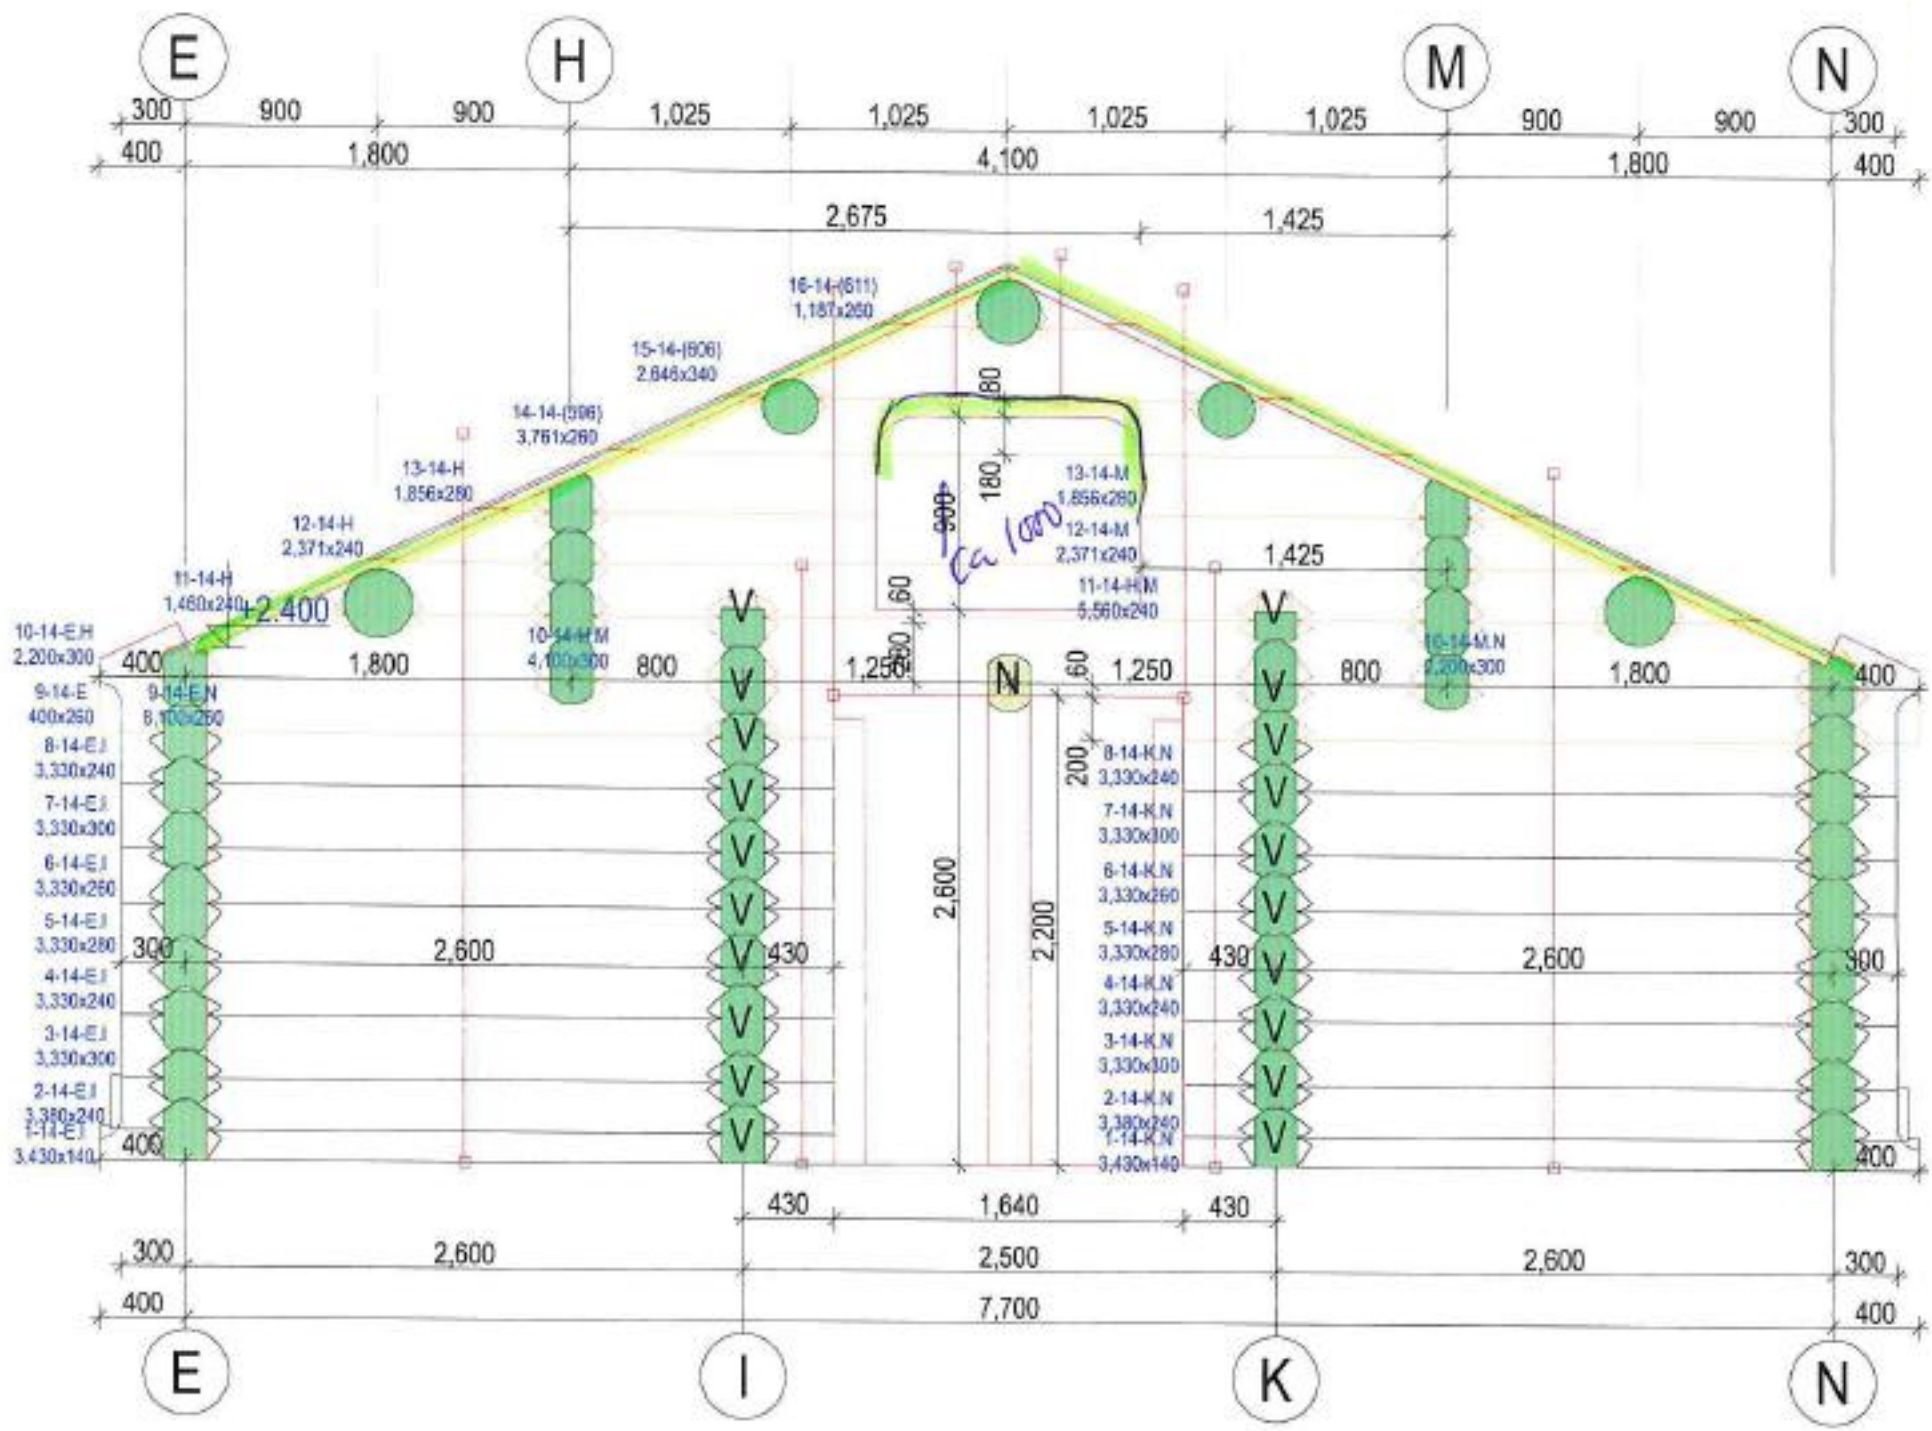 E H M N
300 900 900 1,025 1,025 1,025 1,025 900 900 300
400 1,800 4,100 1,800 400
2,675 1,425
16-14-(611)
1,187x260
15-14-(606)
2,646x340
14-14-(596)
3,761x260
13-14-H
1,856x280
12-14-H
2,371x240
11-14-H
1,460x240
+2.400
10-14-E.H
2,200x300
80
180
900
ca 1000
13-14-M
1,856x280
12-14-M
2,371x240
11-14-H.M
5,560x240
1,425
60
280
60
200
10-14-H.M
4,100x300
10-14-M.N
2,200x300
400 1,800 800 1,250 N 1,250 800 1,800 400
9-14-E
400x260
9-14-E.N
8,100x260
8-14-E.I
3,330x240
7-14-E.I
3,330x300
6-14-E.I
3,330x260
5-14-E.I
3,330x280
4-14-E.I
3,330x240
3-14-E.I
3,330x300
2-14-E.I
3,380x240
1-14-E.I
3,430x140
V V
V V
V V
V V
V V
V V
V V
V V
V V
V V
8-14-K.N
3,330x240
7-14-K.N
3,330x300
6-14-K.N
3,330x260
5-14-K.N
3,330x280
4-14-K.N
3,330x240
3-14-K.N
3,330x300
2-14-K.N
3,380x240
1-14-K.N
3,430x140
2,600
2,200
300 2,600 430 430 2,600 300
400 400
430 1,640 430
300 2,600 2,500 2,600 300
400 7,700 400
E I K N